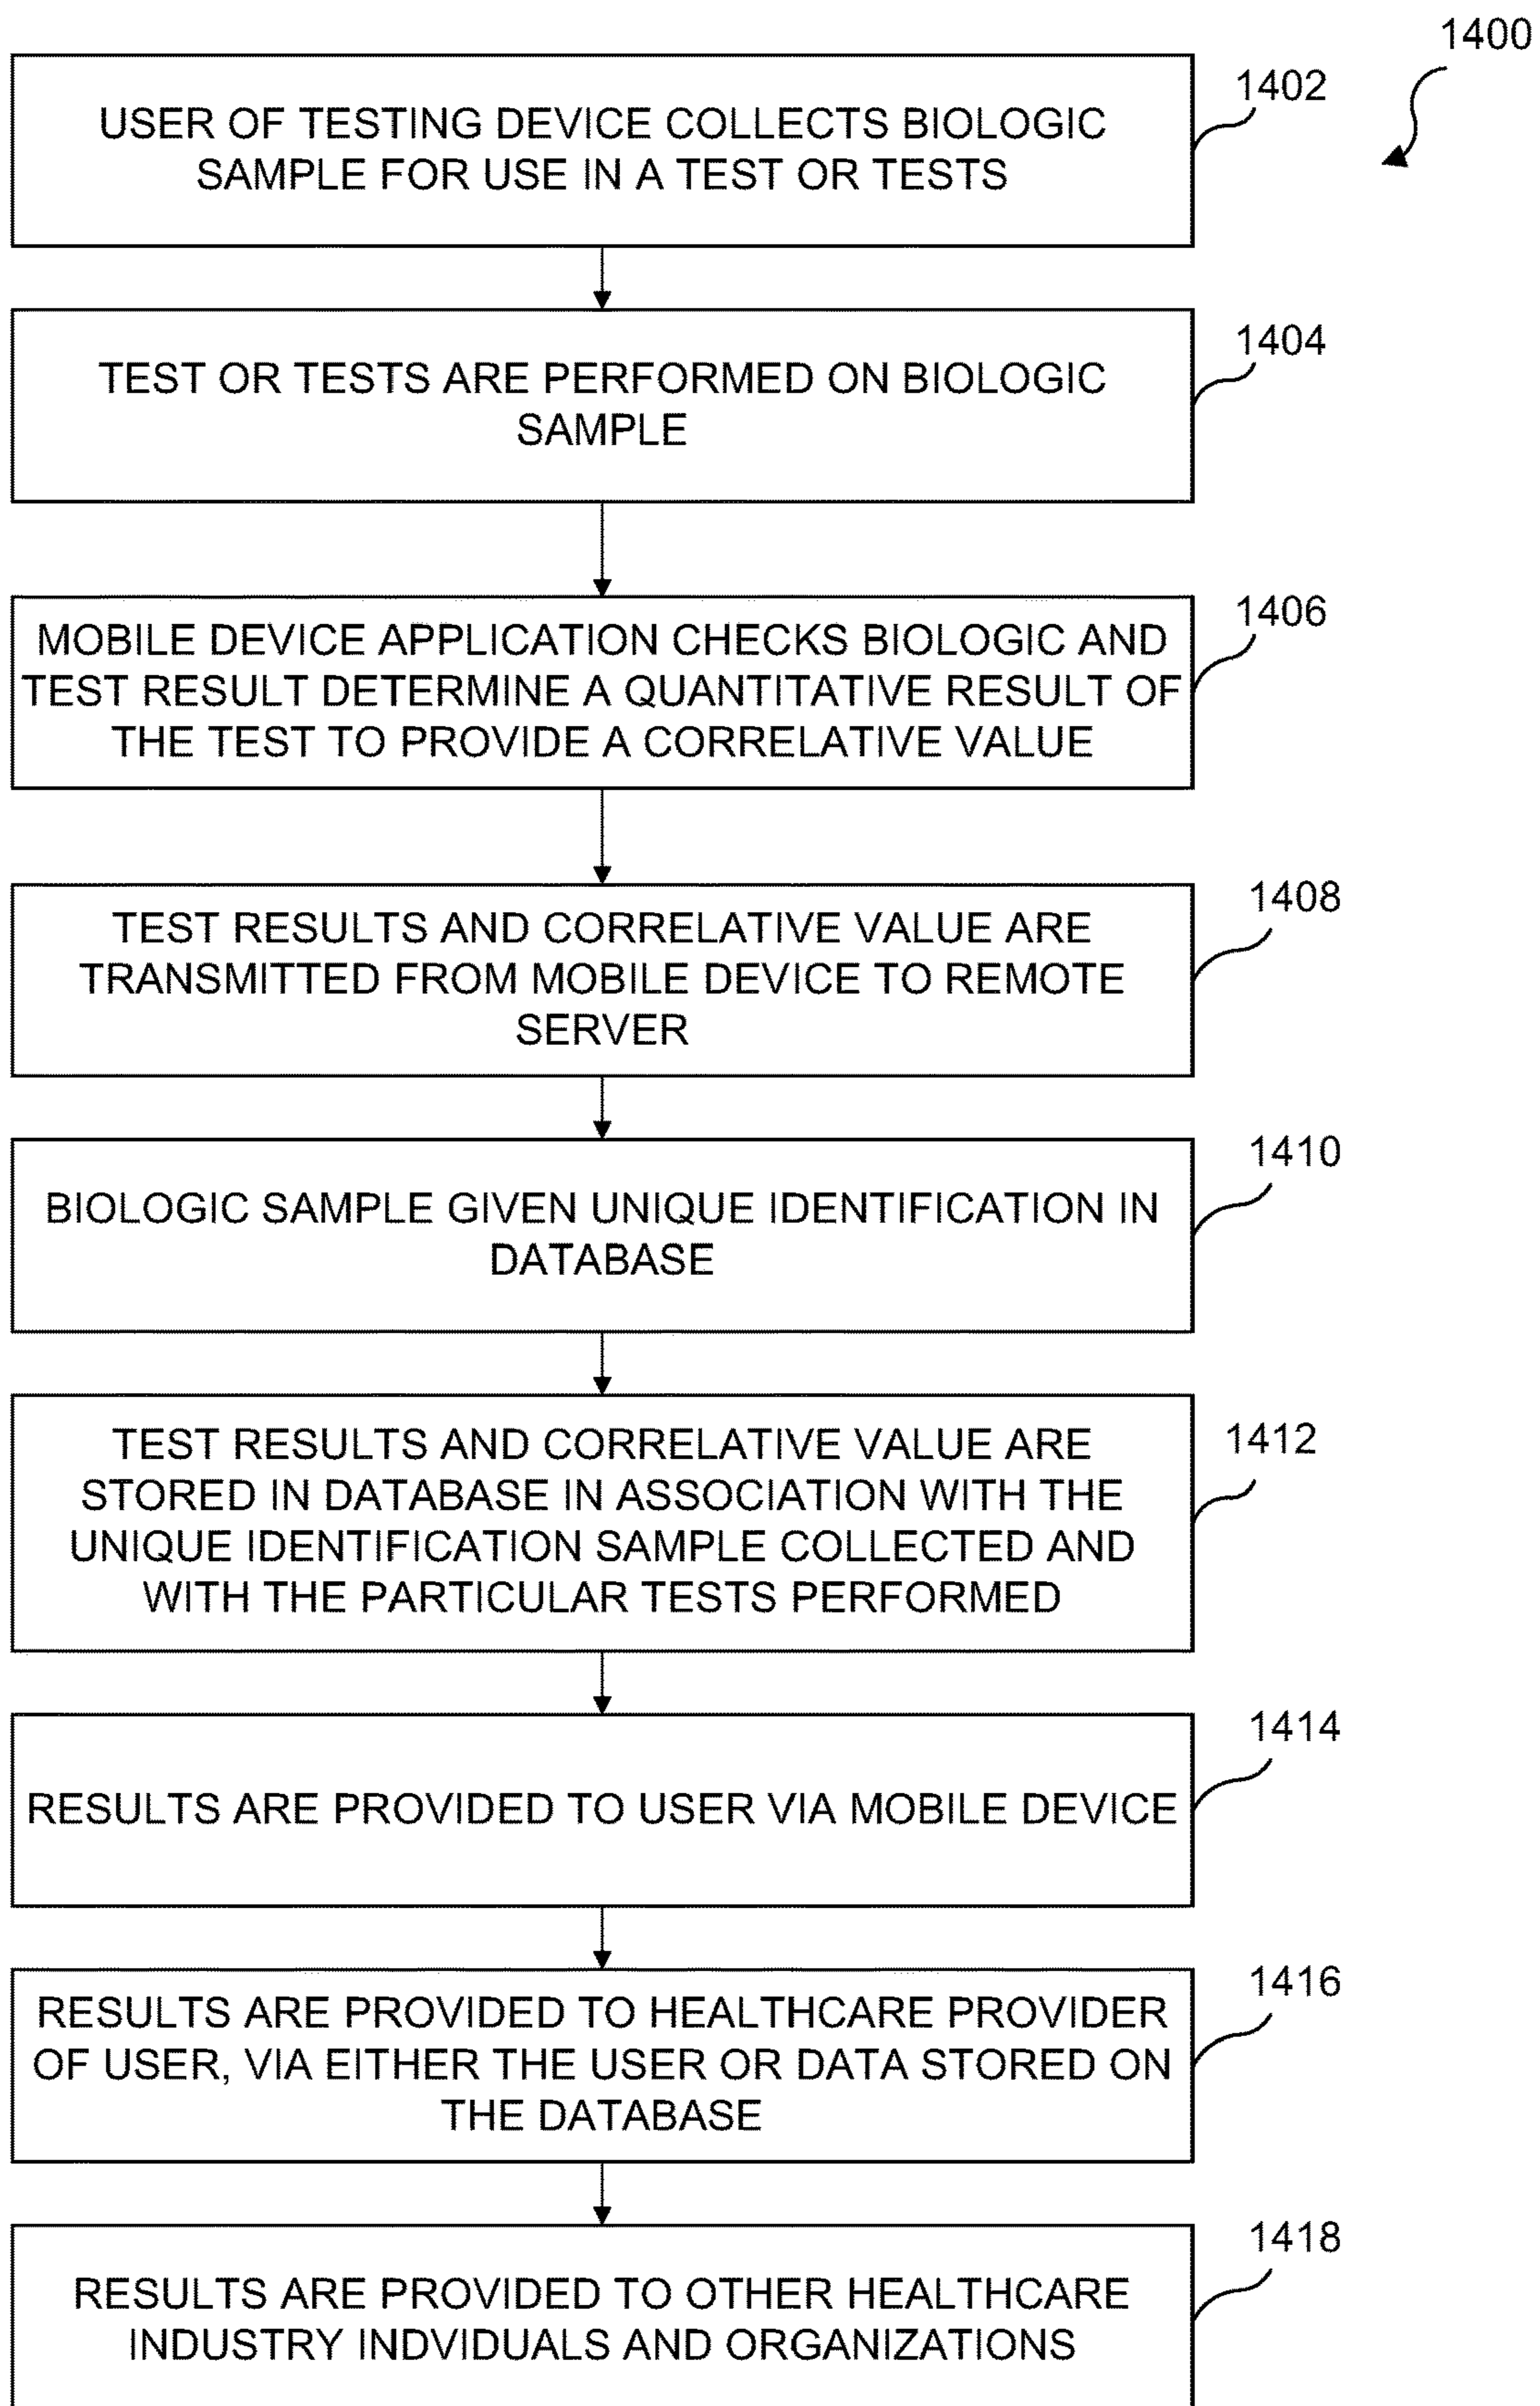 1400
1402
USER OF TESTING DEVICE COLLECTS BIOLOGIC
SAMPLE FOR USE IN A TEST OR TESTS
1404
TEST OR TESTS ARE PERFORMED ON BIOLOGIC
SAMPLE
1406
MOBILE DEVICE APPLICATION CHECKS BIOLOGIC AND
TEST RESULT DETERMINE A QUANTITATIVE RESULT OF
THE TEST TO PROVIDE A CORRELATIVE VALUE
1408
TEST RESULTS AND CORRELATIVE VALUE ARE
TRANSMITTED FROM MOBILE DEVICE TO REMOTE
SERVER
1410
BIOLOGIC SAMPLE GIVEN UNIQUE IDENTIFICATION IN
DATABASE
1412
TEST RESULTS AND CORRELATIVE VALUE ARE
STORED IN DATABASE IN ASSOCIATION WITH THE
UNIQUE IDENTIFICATION SAMPLE COLLECTED AND
WITH THE PARTICULAR TESTS PERFORMED
1414
RESULTS ARE PROVIDED TO USER VIA MOBILE DEVICE
1416
RESULTS ARE PROVIDED TO HEALTHCARE PROVIDER
OF USER, VIA EITHER THE USER OR DATA STORED ON
THE DATABASE
1418
RESULTS ARE PROVIDED TO OTHER HEALTHCARE
INDUSTRY INDVIDUALS AND ORGANIZATIONS